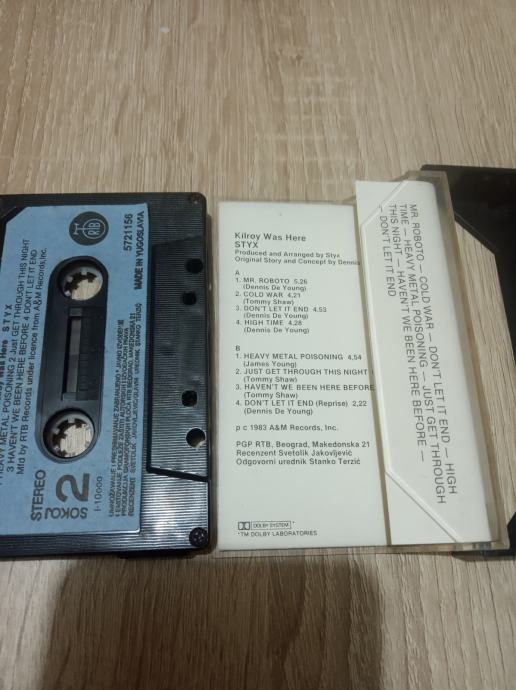 Kilroy Was Here
STYX
Produced and Arranged by Styx
Original Story and Concept by Dennis
A
1. MR. ROBOTO 5,26
(Dennis De Young)
2. COLD WAR 4,21
(Tommy Shaw)
3. DON'T LET IT END 4,53
(Dennis De Young)
4. HIGH TIME 4,28
(Dennis De Young)
B
1. HEAVY METAL POISONING 4,54
(James Young)
2. JUST GET THROUGH THIS NIGHT
(Tommy Shaw)
3. HAVEN'T WE BEEN HERE BEFORE
(Tommy Shaw)
4. DON'T LET IT END (Reprise) 2,22
(Dennis De Young)
p c 1983 A&M Records, Inc.
PGP RTB, Beograd, Makedonska 21
Recenzent Svetolik Jakovljević
Odgovorni urednik Stanko Terzić
DOLBY SYSTEM
*TM DOLBY LABORATORIES
MR. ROBOTO — COLD WAR — DON'T LET IT END — HIGH
TIME — HEAVY METAL POISONING — JUST GET THROUGH
THIS NIGHT — HAVEN'T WE BEEN HERE BEFORE —
— DON'T LET IT END
Was Here STYX
HEAVY METAL POISONING 2 Just GET THROUGH THIS NIGHT
3 HAVEN'T WE BEEN HERE BEFORE 4 DON'T LET IT END
Mfd by RTB Records under licence from A&M Records, Inc.
STEREO
2
RTB
5721156
MADE IN YUGOSLAVIA